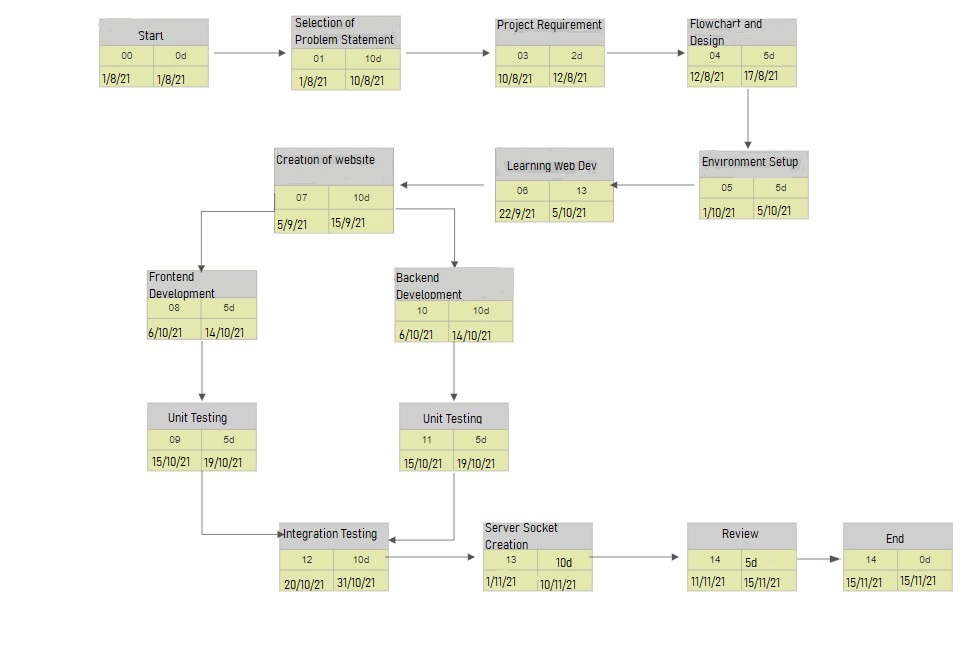 Start
00 0d
1/8/21 1/8/21
Selection of
Problem Statement
01 10d
1/8/21 10/8/21
Project Requirement
03 2d
10/8/21 12/8/21
Flowchart and
Design
04 5d
12/8/21 17/8/21
Environment Setup
05 5d
1/10/21 5/10/21
Learning Web Dev
06 13
22/9/21 5/10/21
Creation of website
07 10d
5/9/21 15/9/21
Frontend
Development
08 5d
6/10/21 14/10/21
Backend
Development
10 10d
6/10/21 14/10/21
Unit Testing
09 5d
15/10/21 19/10/21
Unit Testing
11 5d
15/10/21 19/10/21
Integration Testing
12 10d
20/10/21 31/10/21
Server Socket
Creation
13 10d
1/11/21 10/11/21
Review
14 5d
11/11/21 15/11/21
End
14 0d
15/11/21 15/11/21